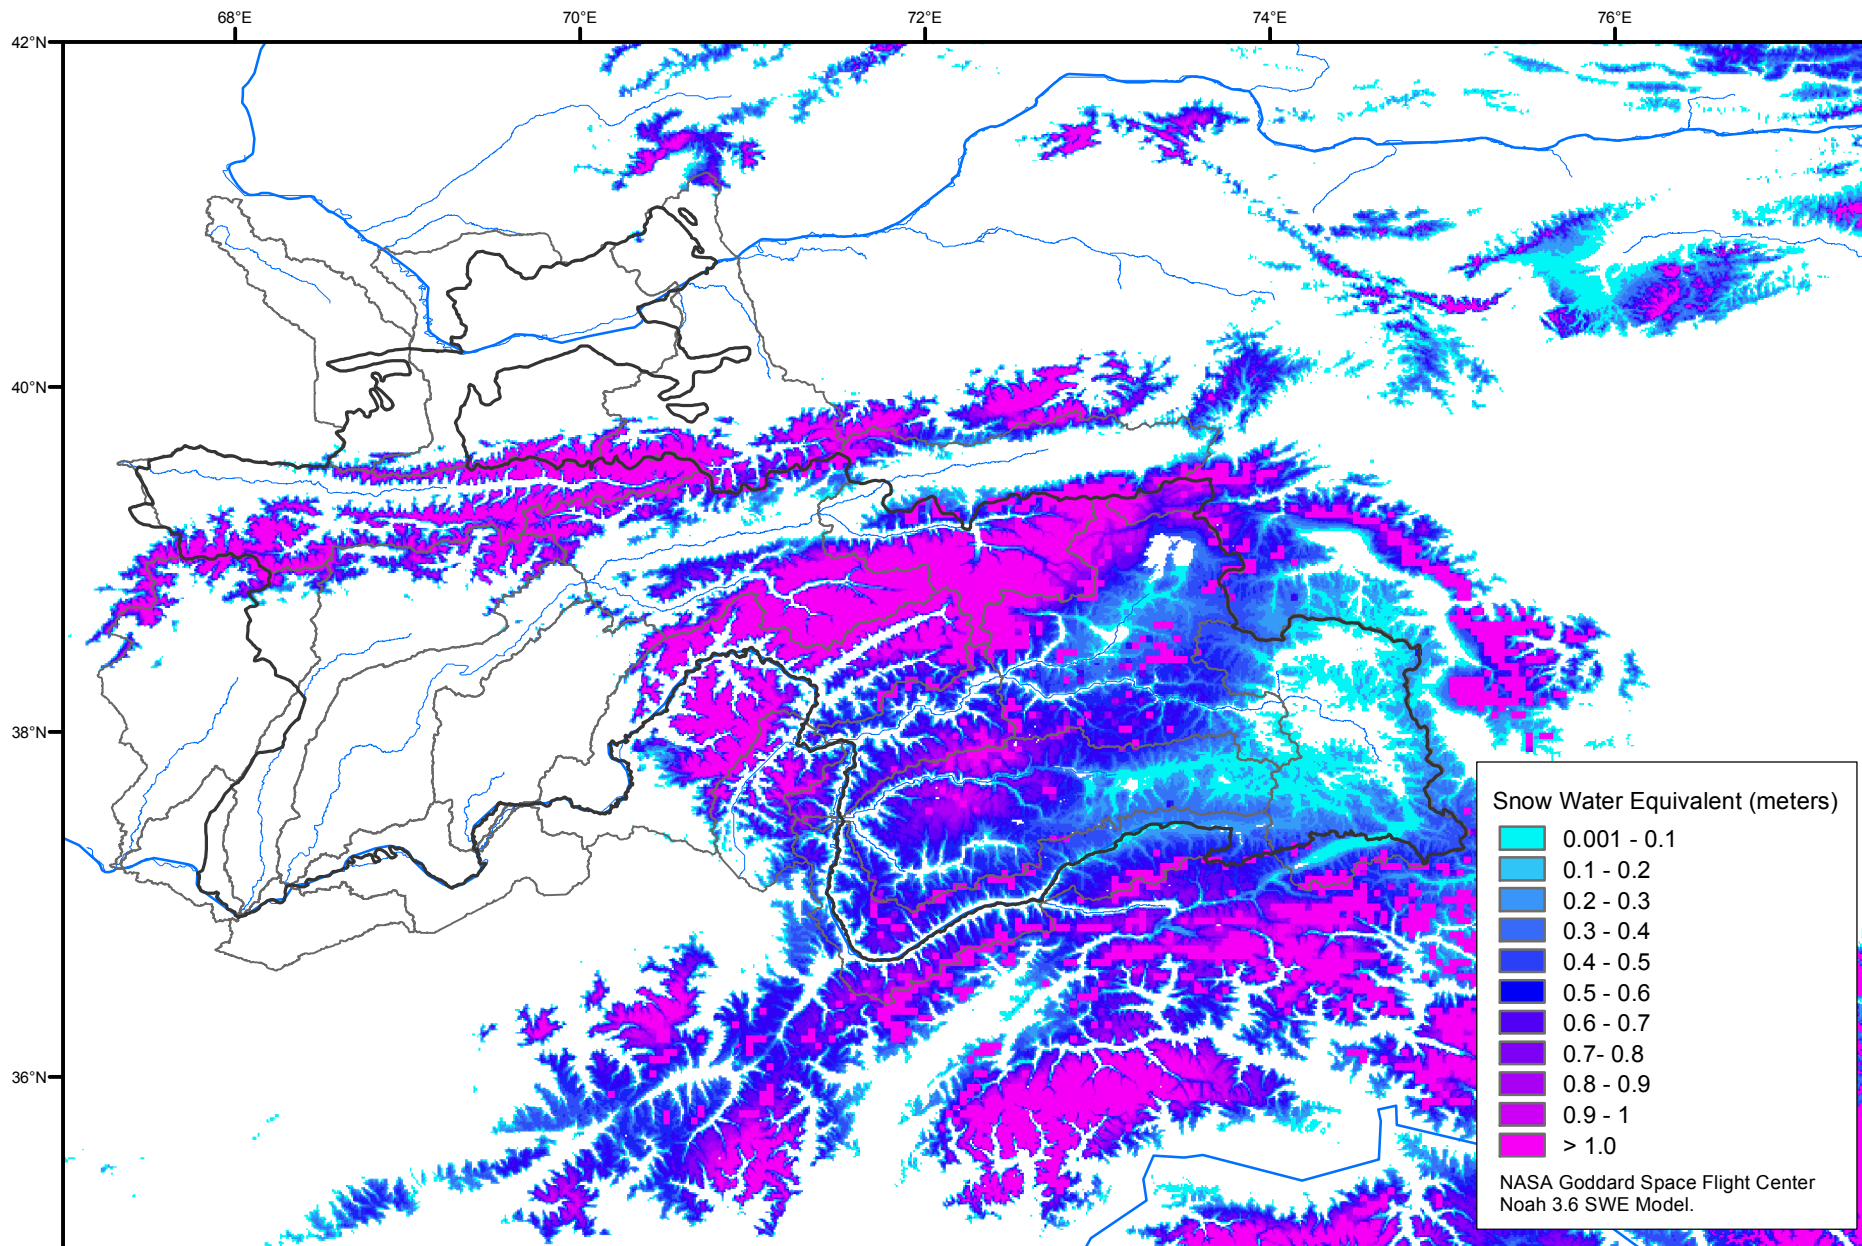 68°E
70°E
72°E
74°E
76°E
42°N
40°N
38°N
36°N
Snow Water Equivalent (meters)
0.001 - 0.1
0.1 - 0.2
0.2 - 0.3
0.3 - 0.4
0.4 - 0.5
0.5 - 0.6
0.6 - 0.7
0.7- 0.8
0.8 - 0.9
0.9 - 1
> 1.0
NASA Goddard Space Flight Center
Noah 3.6 SWE Model.